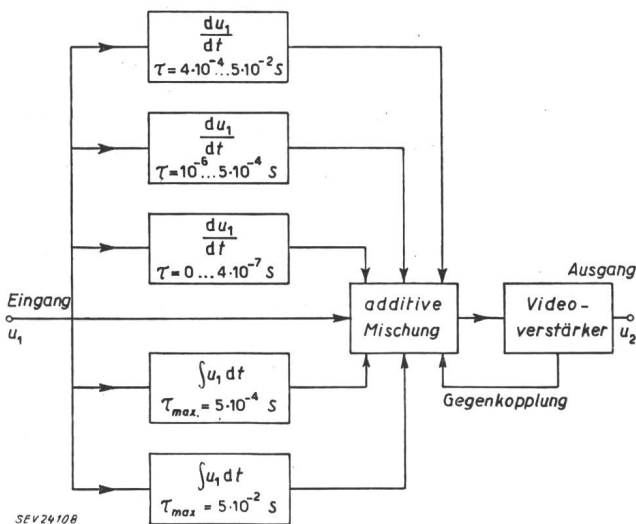 du₁
dt
τ = 4·10⁻⁴...5·10⁻² s
du₁
dt
τ = 10⁻⁶...5·10⁻⁴ s
du₁
dt
τ = 0...4·10⁻⁷ s
Eingang
u₁
additive
Mischung
Ausgang
Video-
verstärker
u₂
Gegenkopplung
∫u₁ dt
τmax. = 5·10⁻⁴ s
∫u₁ dt
τmax = 5·10⁻² s
SEV24108